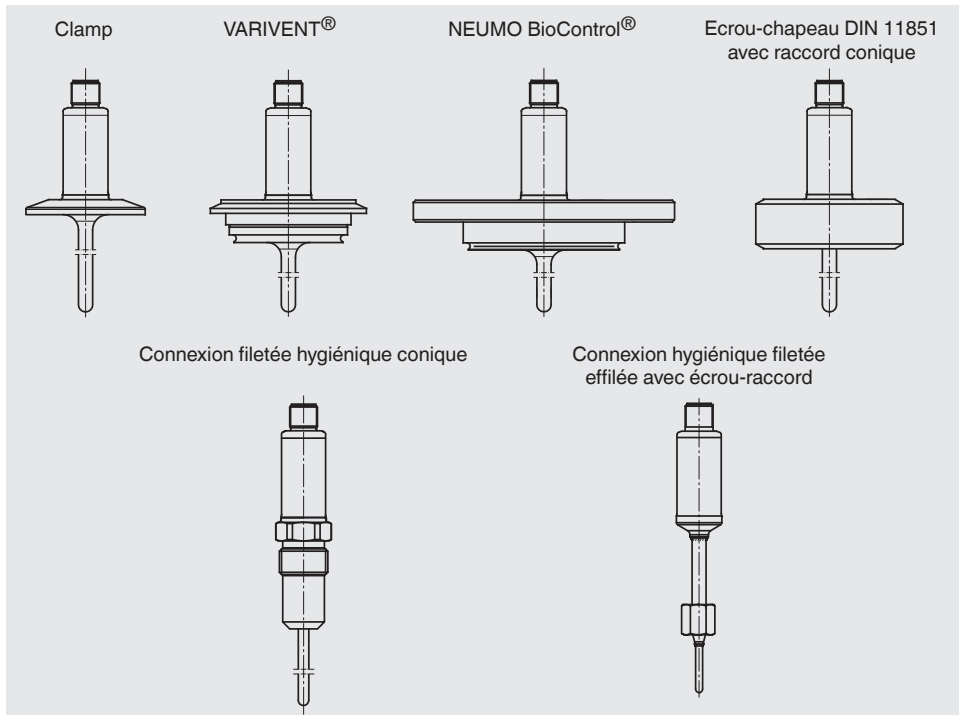 Clamp
VARIVENT®
NEUMO BioControl®
Ecrou-chapeau DIN 11851
avec raccord conique
Connexion filetée hygiénique conique
Connexion hygiénique filetée
effilée avec écrou-raccord